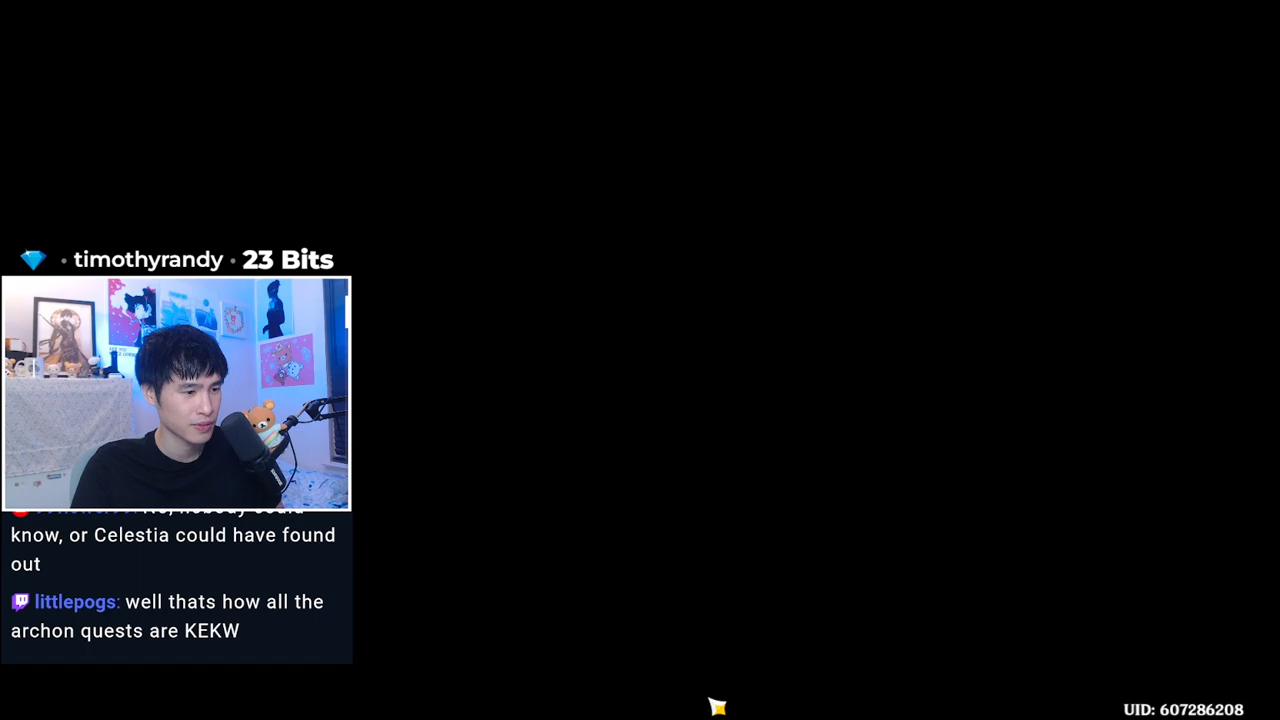 timothyrandy • 23 Bits
know, or Celestia could have found
out
littlepogs: well thats how all the
archon quests are KEKW
UID: 607286208